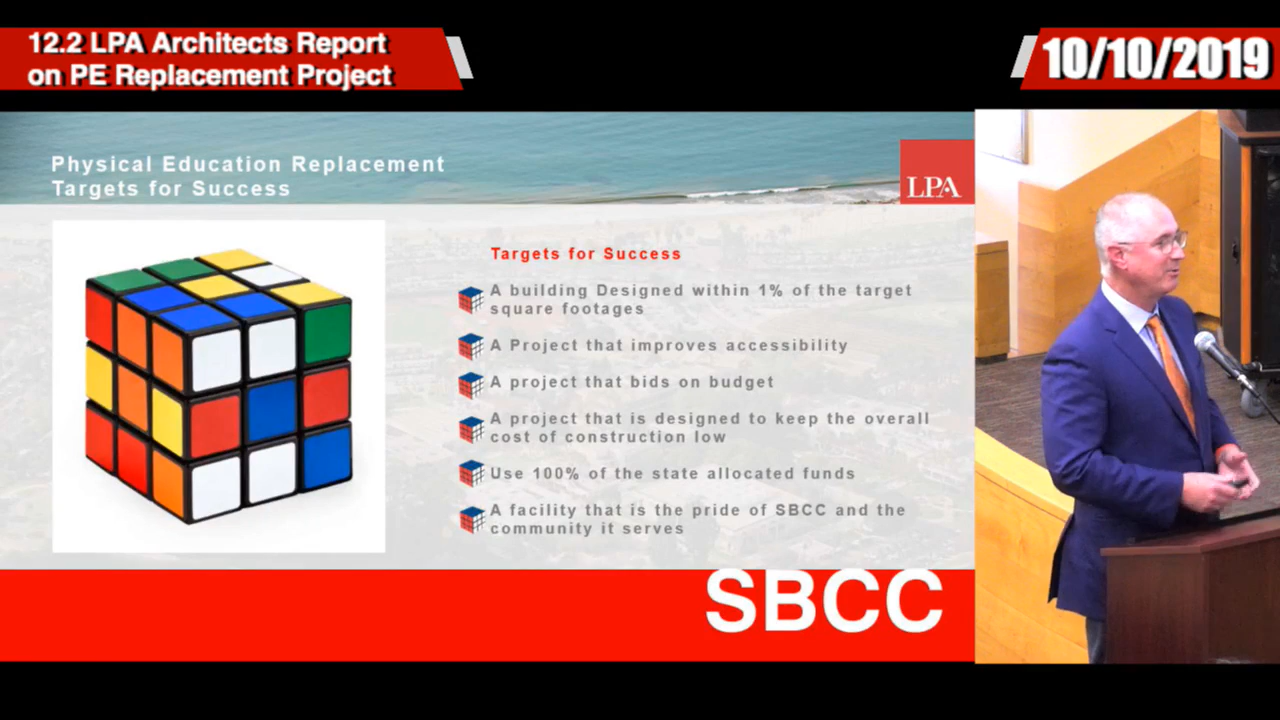 12.2 LPA Architects Report
on PE Replacement Project
10/10/2019
Physical Education Replacement
Targets for Success
LPA
Targets for Success
A building Designed within 1% of the target
square footages
A Project that improves accessibility
A project that bids on budget
A project that is designed to keep the overall
cost of construction low
Use 100% of the state allocated funds
A facility that is the pride of SBCC and the
community it serves
SBCC